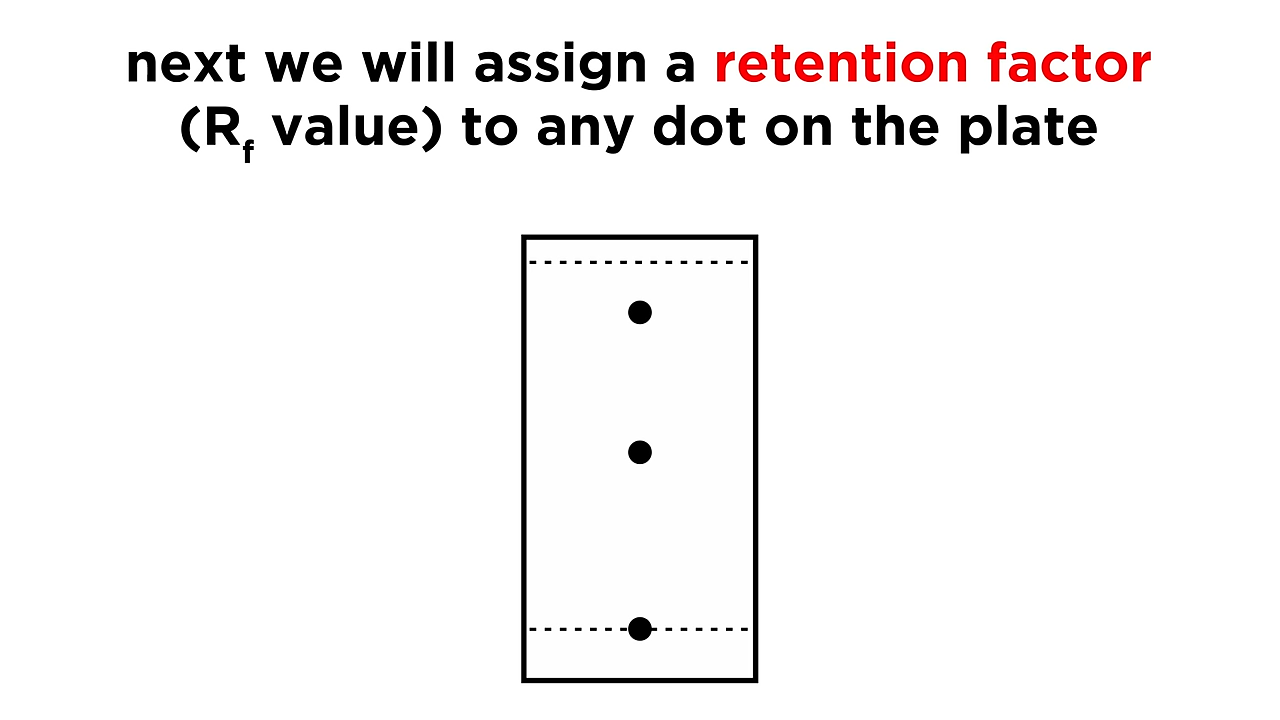 next we will assign a retention factor
(Rf value) to any dot on the plate